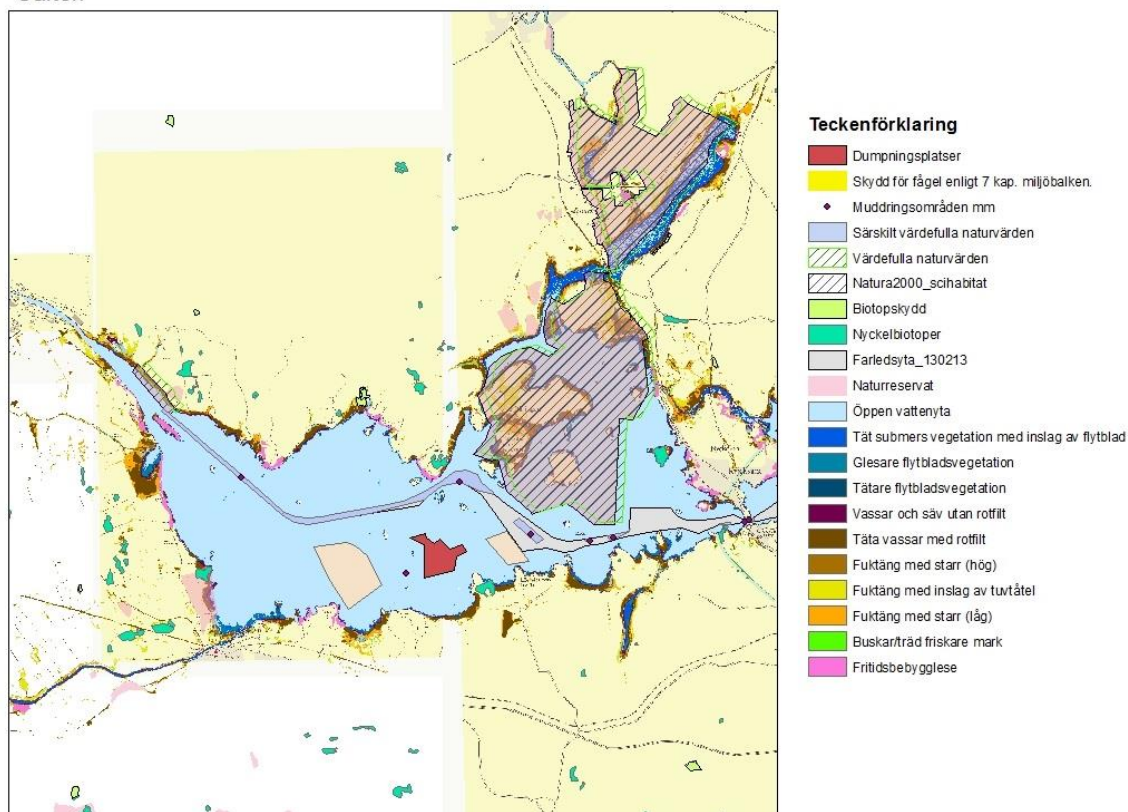 Teckenförklaring
Dumpningsplatser
Skydd för fågel enligt 7 kap. miljöbalken.
Muddringsområden mm
Särskilt värdefulla naturvärden
Värdefulla naturvärden
Natura2000_scihabitat
Biotopskydd
Nyckelbiotoper
Farledsyta_130213
Naturreservat
Öppen vattenyta
Tät submers vegetation med inslag av flytblad
Glesare flytbladsvegetation
Tätare flytbladsvegetation
Vassar och säv utan rotfilt
Täta vassar med rotfilt
Fuktäng med starr (hög)
Fuktäng med inslag av tuvtåtel
Fuktäng med starr (låg)
Buskar/träd friskare mark
Fritidsbebygglese